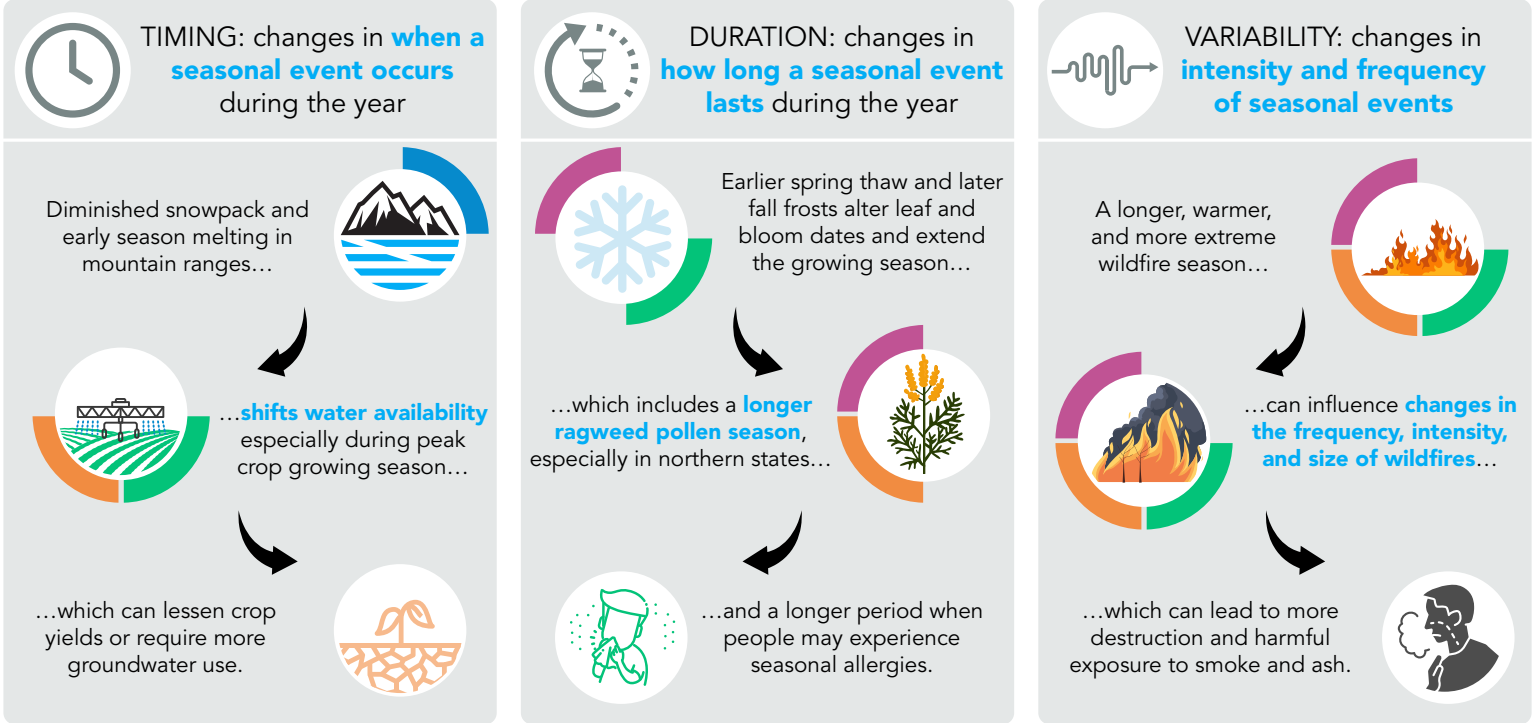 TIMING: changes in when a
seasonal event occurs
during the year
Diminished snowpack and
early season melting in
mountain ranges…
…shifts water availability
especially during peak
crop growing season…
…which can lessen crop
yields or require more
groundwater use.
DURATION: changes in
how long a seasonal event
lasts during the year
Earlier spring thaw and later
fall frosts alter leaf and
bloom dates and extend
the growing season…
…which includes a longer
ragweed pollen season,
especially in northern states…
…and a longer period when
people may experience
seasonal allergies.
VARIABILITY: changes in
intensity and frequency
of seasonal events
A longer, warmer,
and more extreme
wildfire season…
…can influence changes in
the frequency, intensity,
and size of wildfires…
…which can lead to more
destruction and harmful
exposure to smoke and ash.